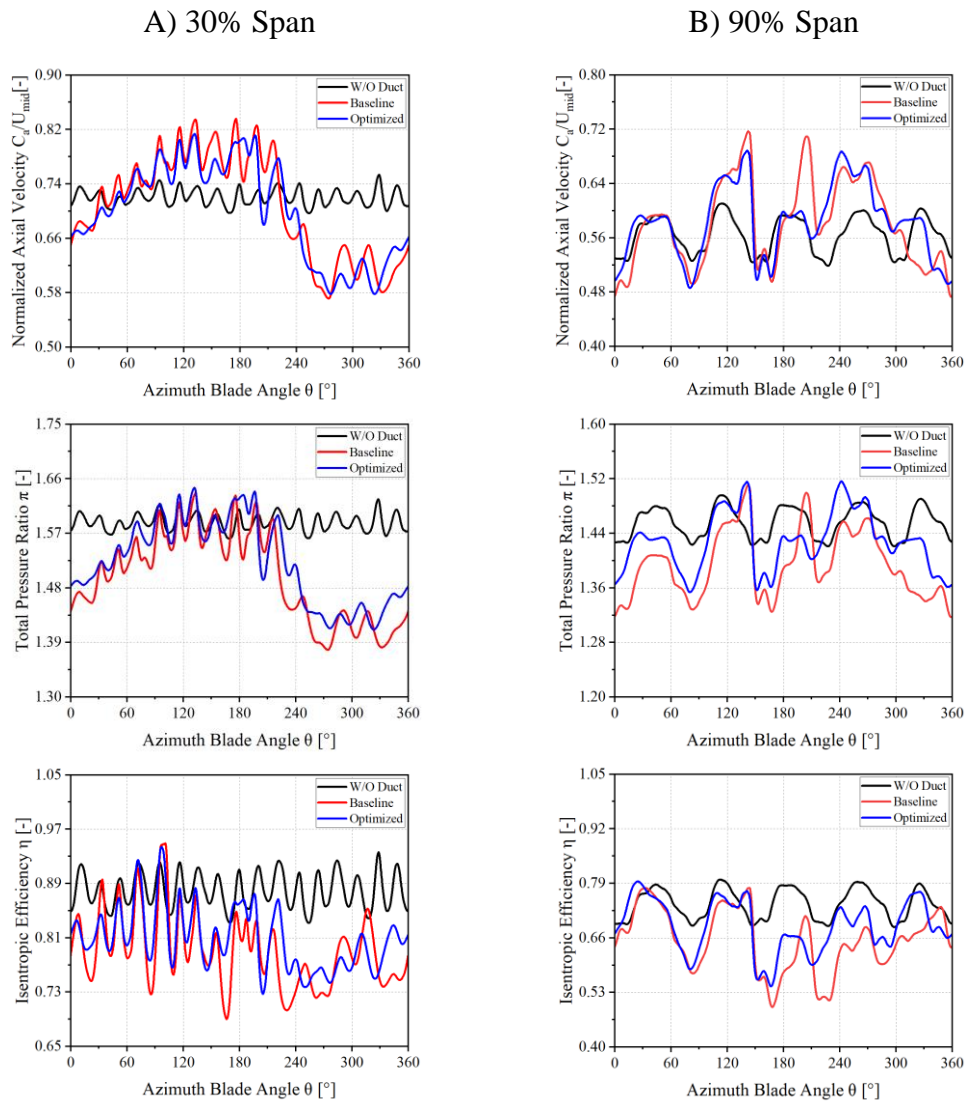 A) 30% Span
B) 90% Span
Normalized Axial Velocity Cₐ/U_mid[-]
0.90
0.82
0.74
0.66
0.58
0.50
W/O Duct
Baseline
Optimized
0 60 120 180 240 300 360
Azimuth Blade Angle θ [°]
Normalized Axial Velocity Cₐ/U_mid[-]
0.80
0.72
0.64
0.56
0.48
0.40
W/O Duct
Baseline
Optimized
0 60 120 180 240 300 360
Azimuth Blade Angle θ [°]
Total Pressure Ratio π [-]
1.75
1.66
1.57
1.48
1.39
1.30
W/O Duct
Baseline
Optimized
0 60 120 180 240 300 360
Azimuth Blade Angle θ [°]
Total Pressure Ratio π [-]
1.60
1.52
1.44
1.36
1.28
1.20
W/O Duct
Baseline
Optimized
0 60 120 180 240 300 360
Azimuth Blade Angle θ [°]
Isentropic Efficiency η [-]
1.05
0.97
0.89
0.81
0.73
0.65
W/O Duct
Baseline
Optimized
0 60 120 180 240 300 360
Azimuth Blade Angle θ [°]
Isentropic Efficiency η [-]
1.05
0.92
0.79
0.66
0.53
0.40
W/O Duct
Baseline
Optimized
0 60 120 180 240 300 360
Azimuth Blade Angle θ [°]